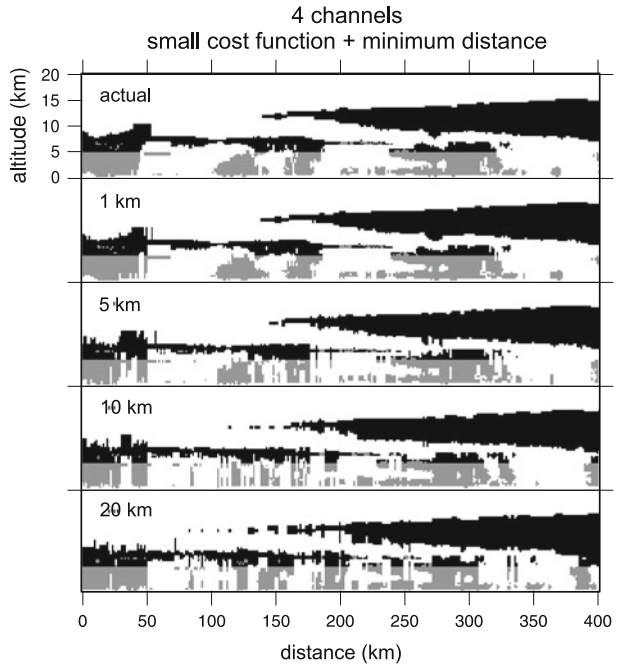 4 channels
small cost function + minimum distance
20
15
10
5
0
altitude (km)
actual
1 km
5 km
10 km
20 km
0 50 100 150 200 250 300 350 400
distance (km)